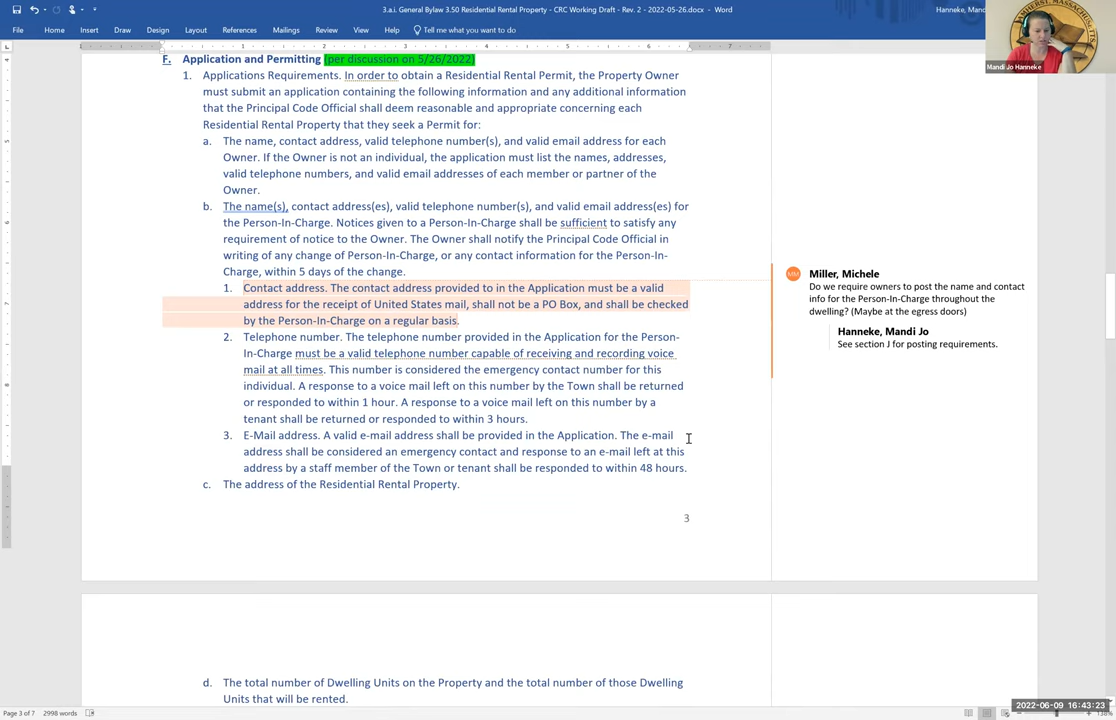 3.a.i. General Bylaw 3.50 Residential Rental Property - CRC Working Draft - Rev. 2 - 2022-05-26.docx - Word
Hanneke, Mandi
File Home Insert Draw Design Layout References Mailings Review View Help Tell me what you want to do
Mandi Jo Hanneke
F. Application and Permitting (per discussion on 5/26/2022)
1. Applications Requirements. In order to obtain a Residential Rental Permit, the Property Owner
must submit an application containing the following information and any additional information
that the Principal Code Official shall deem reasonable and appropriate concerning each
Residential Rental Property that they seek a Permit for:
a. The name, contact address, valid telephone number(s), and valid email address for each
Owner. If the Owner is not an individual, the application must list the names, addresses,
valid telephone numbers, and valid email addresses of each member or partner of the
Owner.
b. The name(s), contact address(es), valid telephone number(s), and valid email address(es) for
the Person-In-Charge. Notices given to a Person-In-Charge shall be sufficient to satisfy any
requirement of notice to the Owner. The Owner shall notify the Principal Code Official in
writing of any change of Person-In-Charge, or any contact information for the Person-In-
Charge, within 5 days of the change.
1. Contact address. The contact address provided to in the Application must be a valid
address for the receipt of United States mail, shall not be a PO Box, and shall be checked
by the Person-In-Charge on a regular basis.
2. Telephone number. The telephone number provided in the Application for the Person-
In-Charge must be a valid telephone number capable of receiving and recording voice
mail at all times. This number is considered the emergency contact number for this
individual. A response to a voice mail left on this number by the Town shall be returned
or responded to within 1 hour. A response to a voice mail left on this number by a
tenant shall be returned or responded to within 3 hours.
3. E-Mail address. A valid e-mail address shall be provided in the Application. The e-mail
address shall be considered an emergency contact and response to an e-mail left at this
address by a staff member of the Town or tenant shall be responded to within 48 hours.
c. The address of the Residential Rental Property.
3
MM Miller, Michele
Do we require owners to post the name and contact
info for the Person-In-Charge throughout the
dwelling? (Maybe at the egress doors)
Hanneke, Mandi Jo
See section J for posting requirements.
d. The total number of Dwelling Units on the Property and the total number of those Dwelling
Units that will be rented.
Page 3 of 7 2998 words
2022-06-09 16:43:23